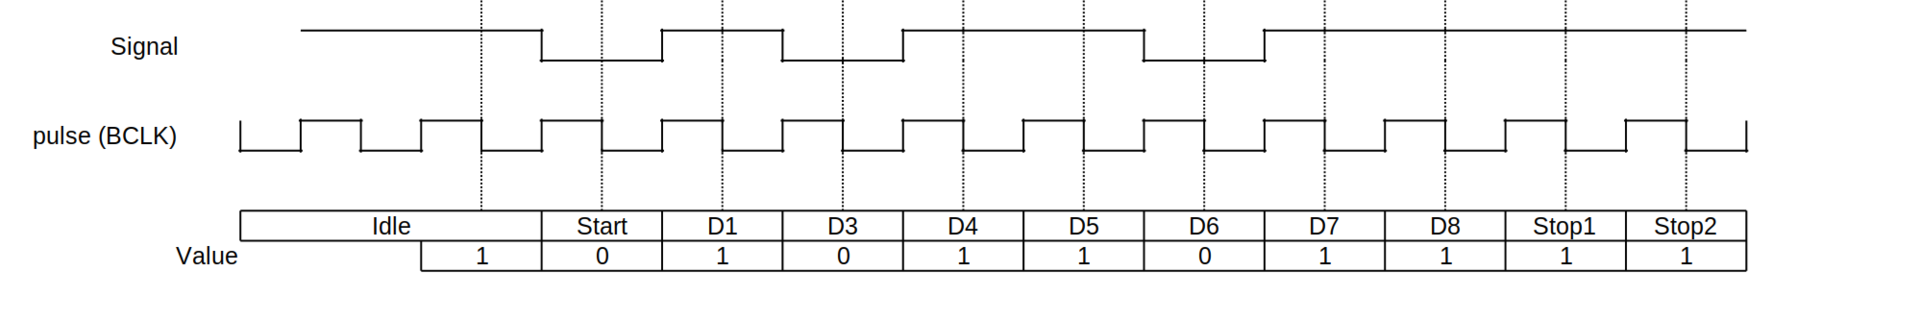 Signal
pulse (BCLK)
Idle Start D1 D3 D4 D5 D6 D7 D8 Stop1 Stop2
Value 1 0 1 0 1 1 0 1 1 1 1